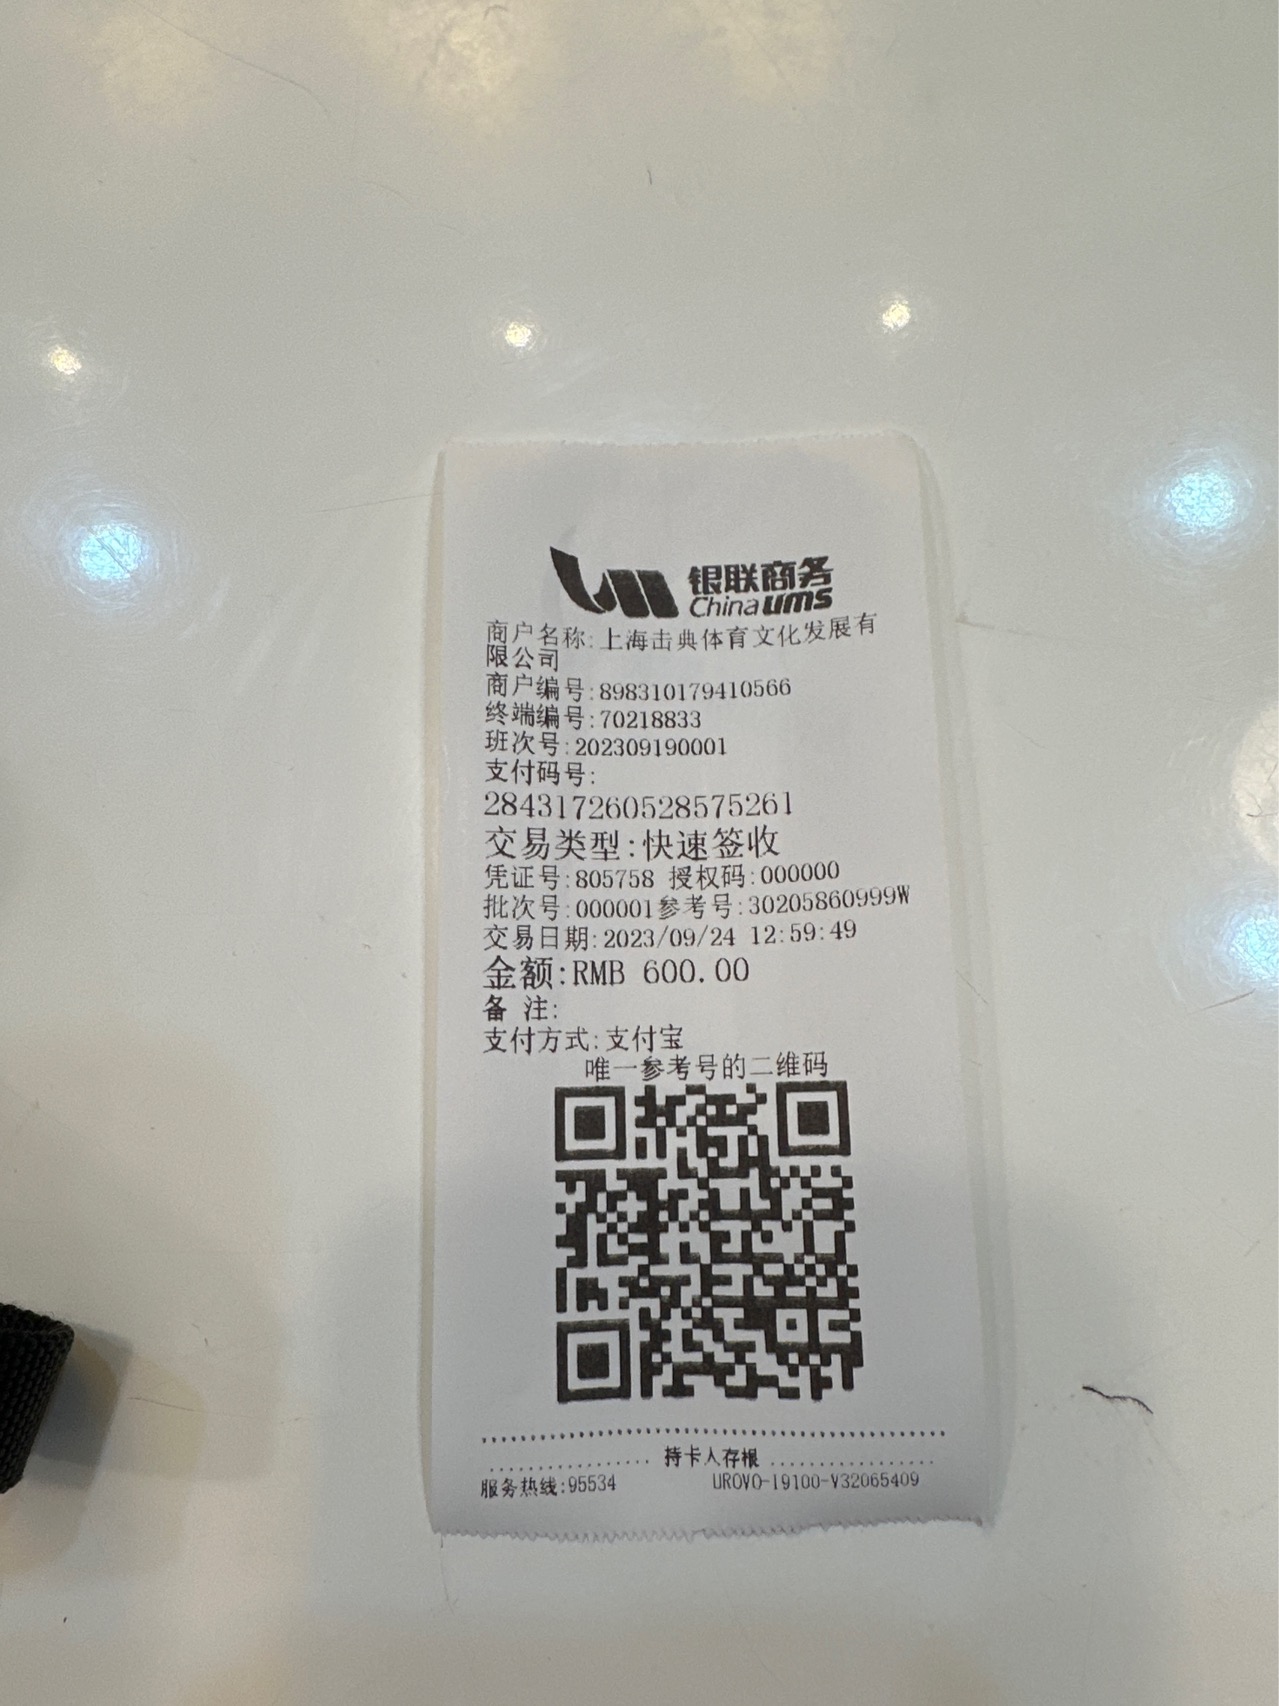 银联商务
China ums
商户名称:上海击典体育文化发展有
限公司
商户编号:898310179410566
终端编号:70218833
班次号:202309190001
支付码号:
284317260528575261
交易类型:快速签收
凭证号:805758 授权码:000000
批次号:000001参考号:30205860999W
交易日期:2023/09/24 12:59:49
金额:RMB 600.00
备 注:
支付方式:支付宝
唯一参考号的二维码
持卡人存根
服务热线:95534 UROVO-I9100-V32065409